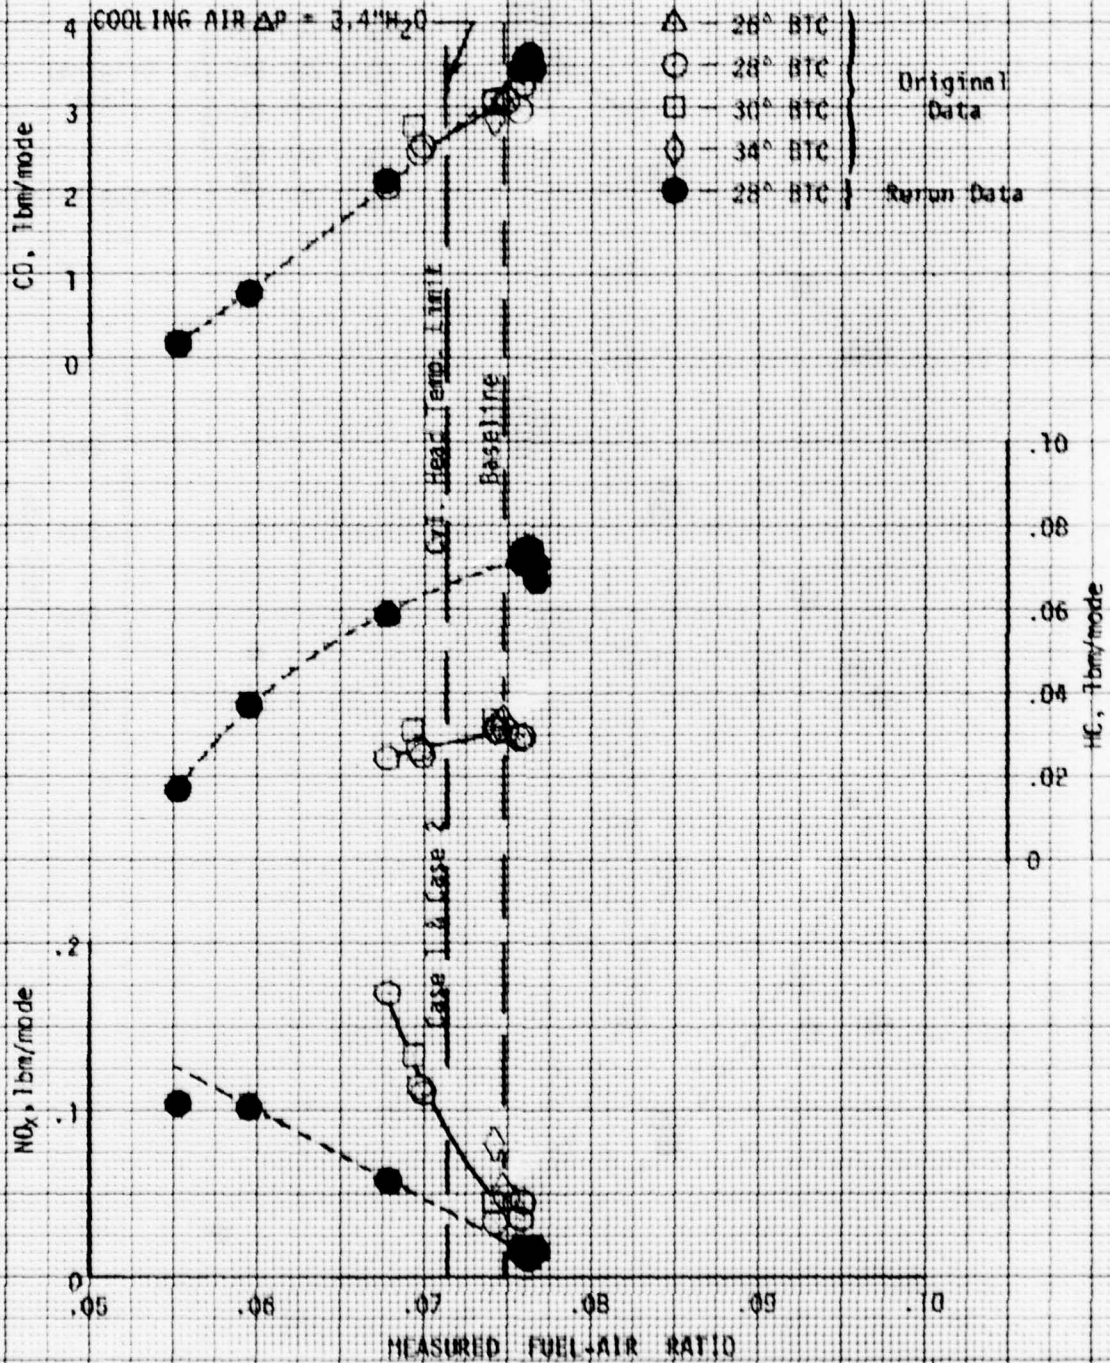 COOLING AIR ΔP = 3.4"H2O
4
3
2
1
0
CO, lbm/mode
26° BTC
28° BTC
30° BTC
34° BTC
Original
Data
28° BTC
Rerun Data
Cyl. Head Temp. Limit
Baseline
Case 1 & Case 2
.10
.08
.06
.04
.02
0
HC, lbm/mode
.2
.1
0
NOx, lbm/mode
.05 .06 .07 .08 .09 .10
MEASURED FUEL-AIR RATIO